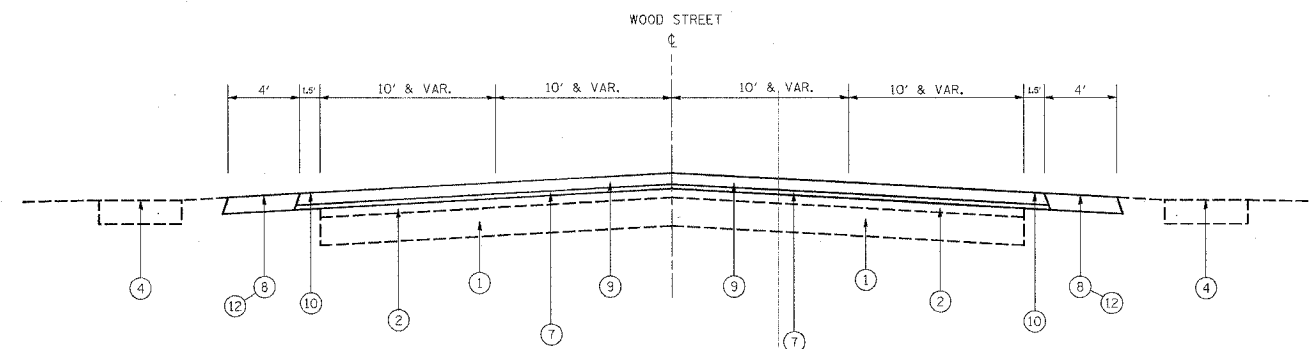 WOOD STREET
℄
4' 1.5' 10' & VAR. 10' & VAR. 10' & VAR. 10' & VAR. 1.5' 4'
4 12 8 10 2 1 7 9 9 7 1 2 10 8 12 4